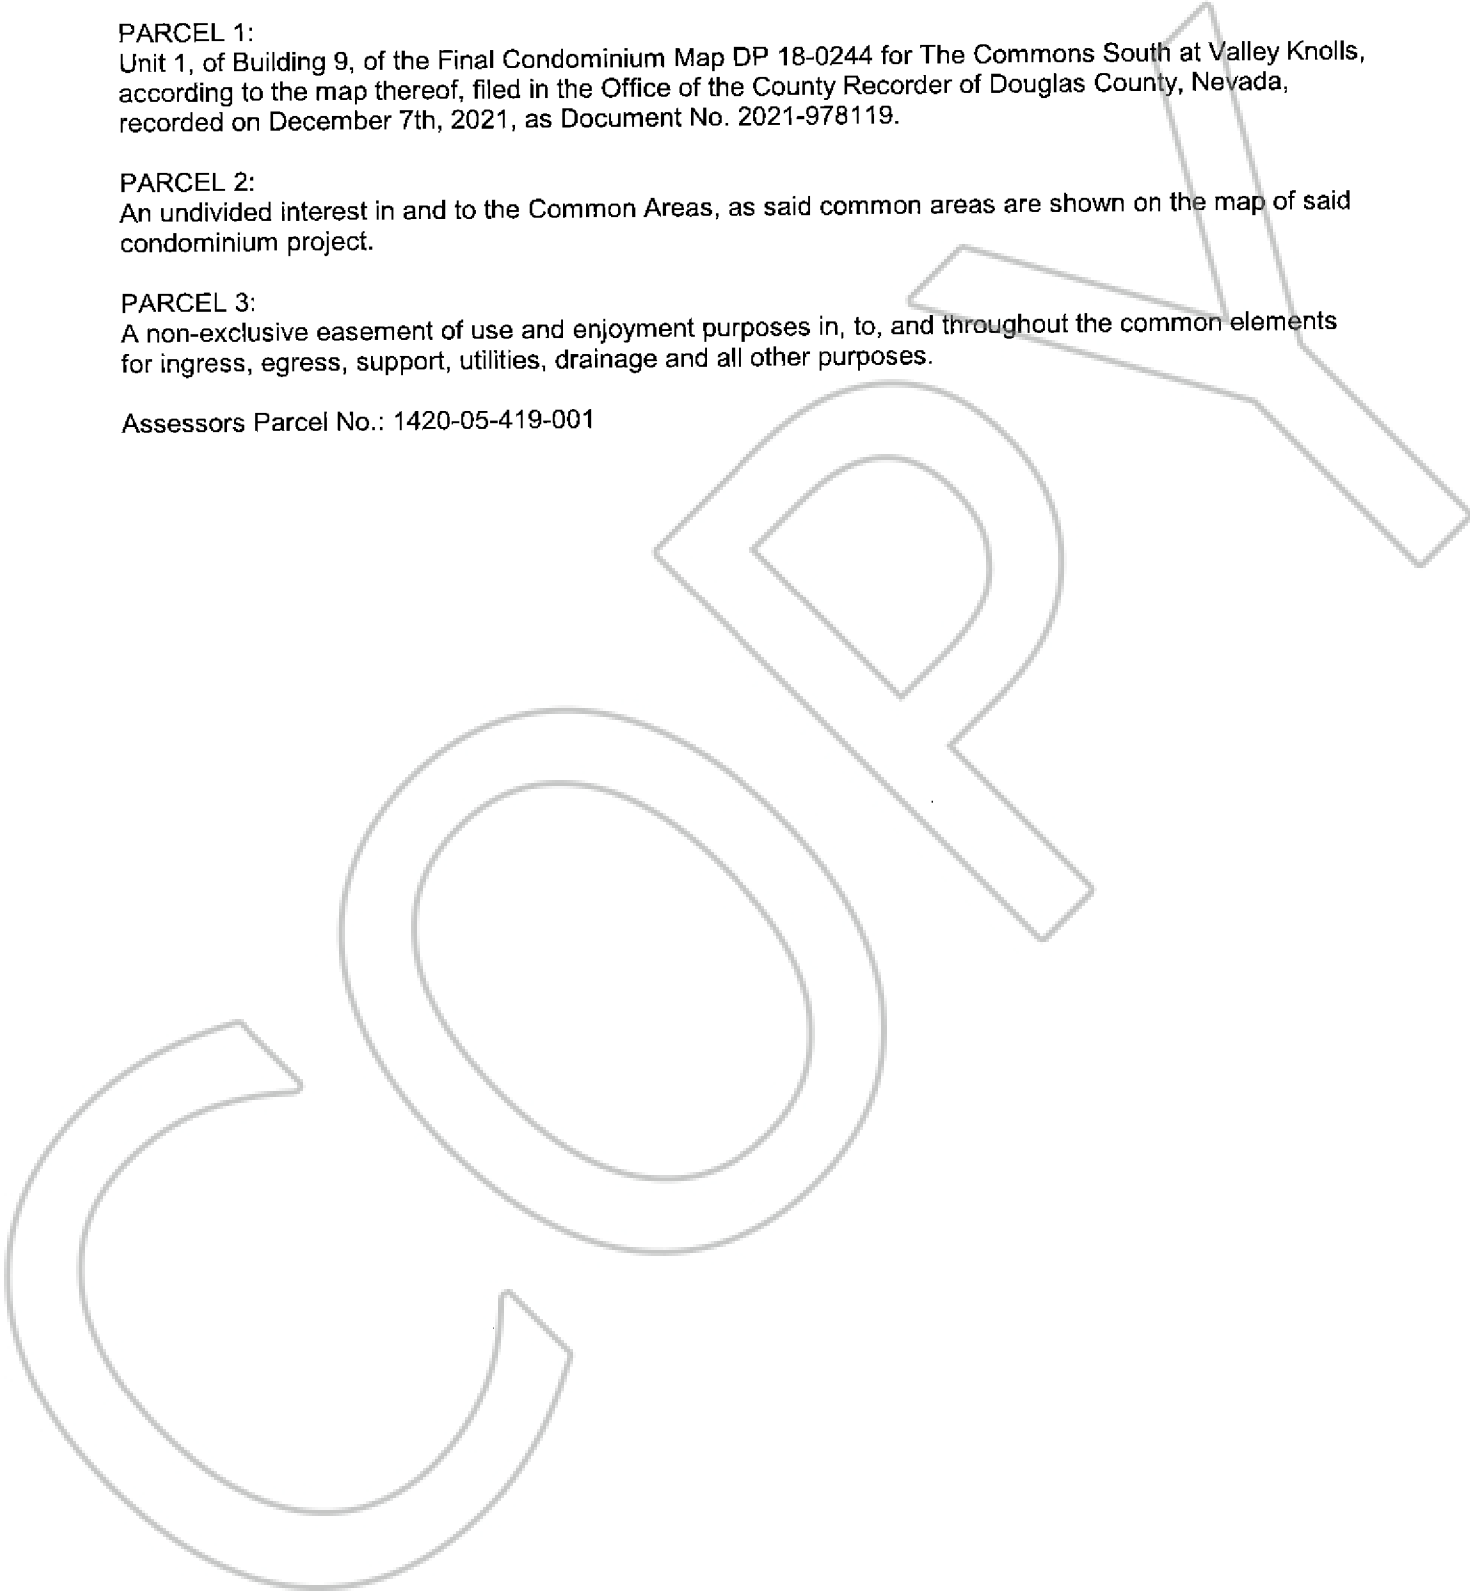 PARCEL 1:
Unit 1, of Building 9, of the Final Condominium Map DP 18-0244 for The Commons South at Valley Knolls,
according to the map thereof, filed in the Office of the County Recorder of Douglas County, Nevada,
recorded on December 7th, 2021, as Document No. 2021-978119.
PARCEL 2:
An undivided interest in and to the Common Areas, as said common areas are shown on the map of said
condominium project.
PARCEL 3:
A non-exclusive easement of use and enjoyment purposes in, to, and throughout the common elements
for ingress, egress, support, utilities, drainage and all other purposes.
Assessors Parcel No.: 1420-05-419-001
COPY